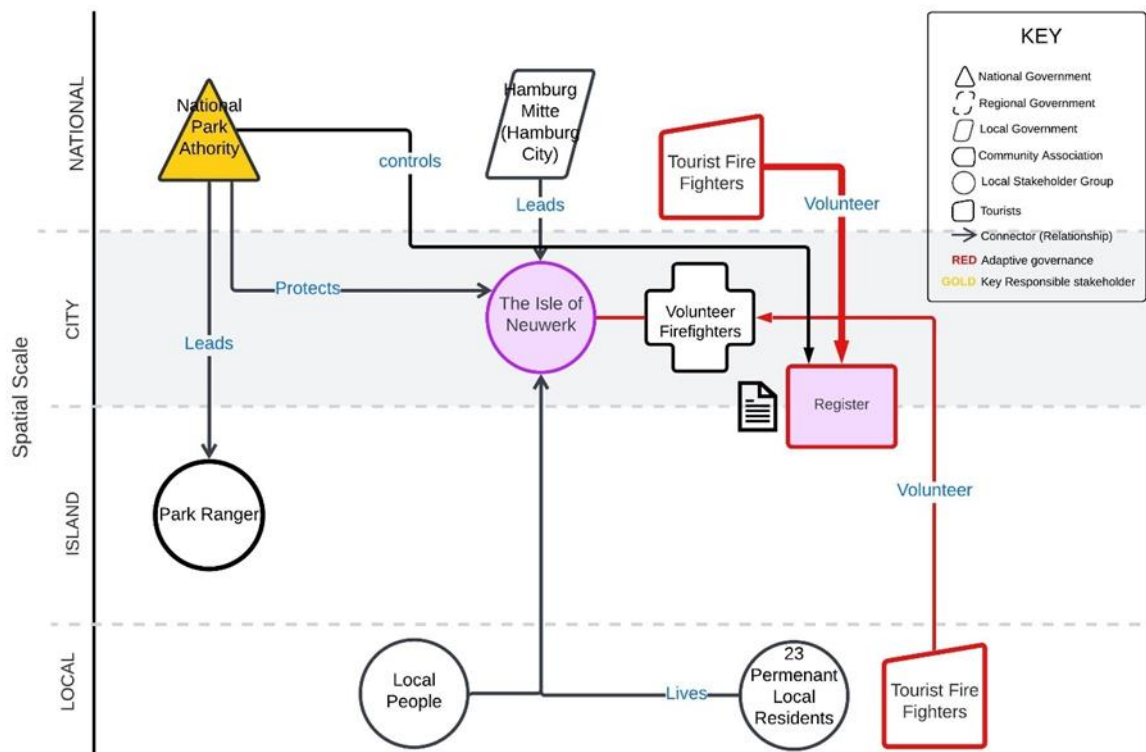 KEY
National Government
Regional Government
Local Government
Community Association
Local Stakeholder Group
Tourists
Connector (Relationship)
RED Adaptive governance
GOLD Key Responsible stakeholder
Spatial Scale
NATIONAL
CITY
ISLAND
LOCAL
National
Park
Athority
Hamburg
Mitte
(Hamburg
City)
Tourist Fire
Fighters
controls
Leads
Volunteer
Protects
The Isle of
Neuwerk
Volunteer
Firefighters
Leads
Register
Volunteer
Park Ranger
Local
People
Lives
23
Permenant
Local
Residents
Tourist Fire
Fighters